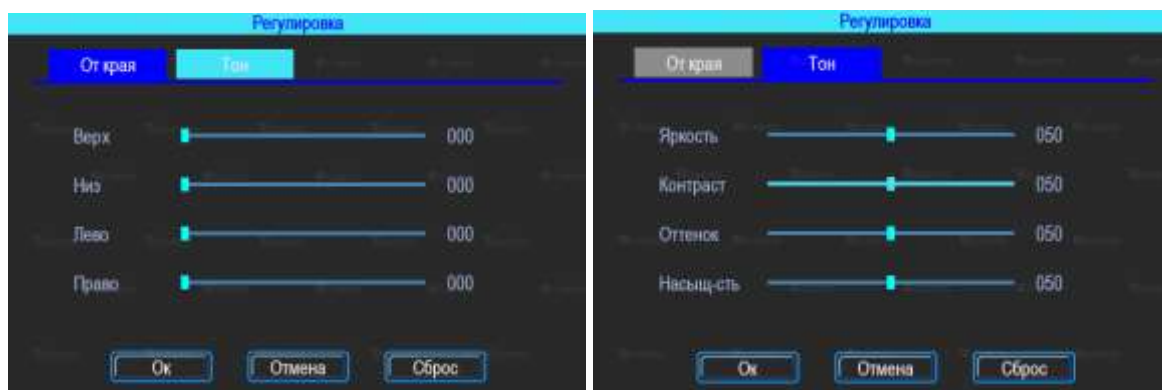 Регулировка
От края Тон
Верх 000
Низ 000
Лево 000
Право 000
Ок Отмена Сброс
Регулировка
От края Тон
Яркость 050
Контраст 050
Оттенок 050
Насыщ-сть 050
Ок Отмена Сброс